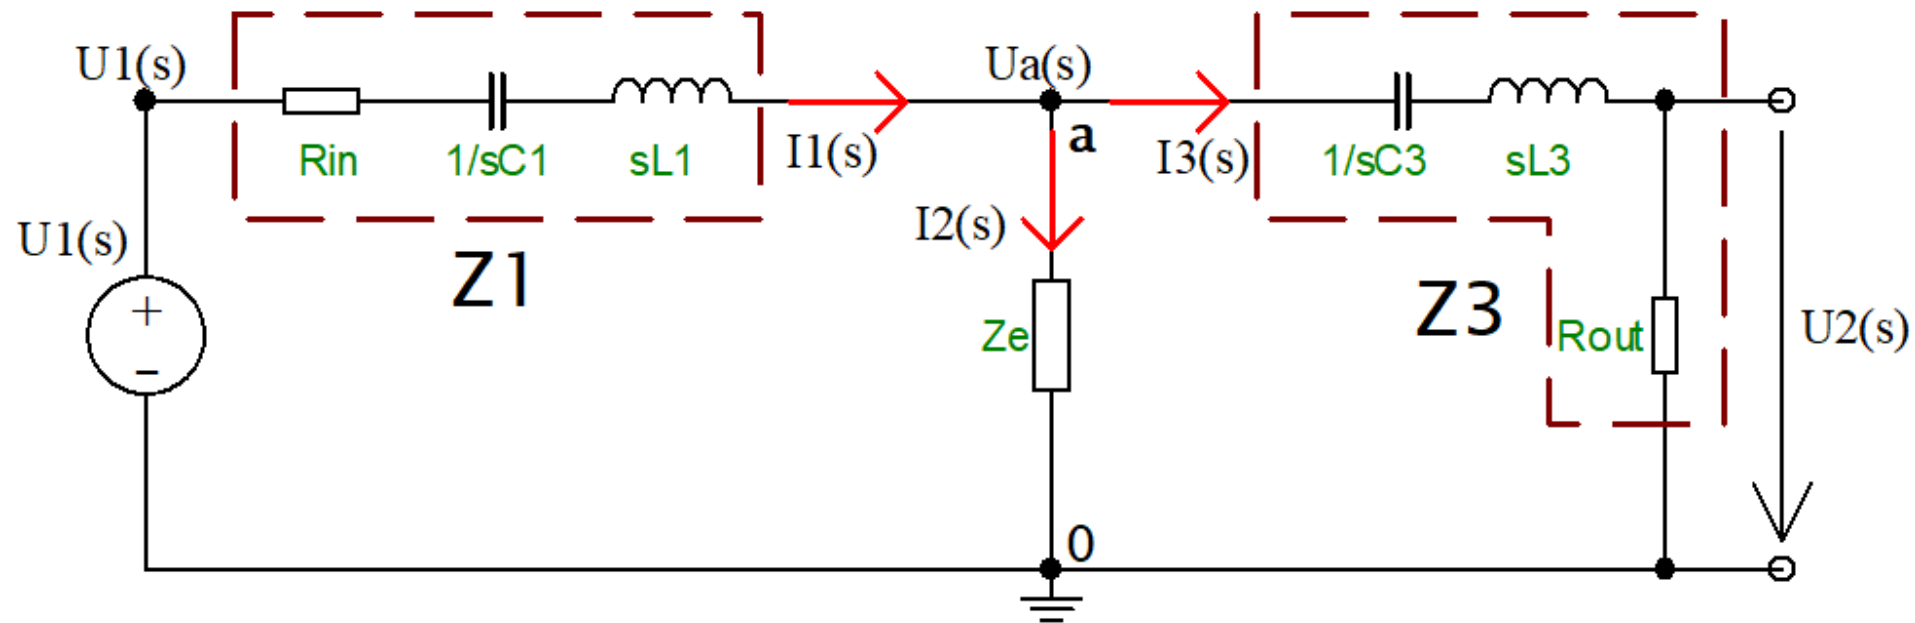 U1(s)
Ua(s)
a
Rin
1/sC1
sL1
I1(s)
I3(s)
1/sC3
sL3
U1(s)
I2(s)
Z1
Z3
+
−
Ze
Rout
U2(s)
0